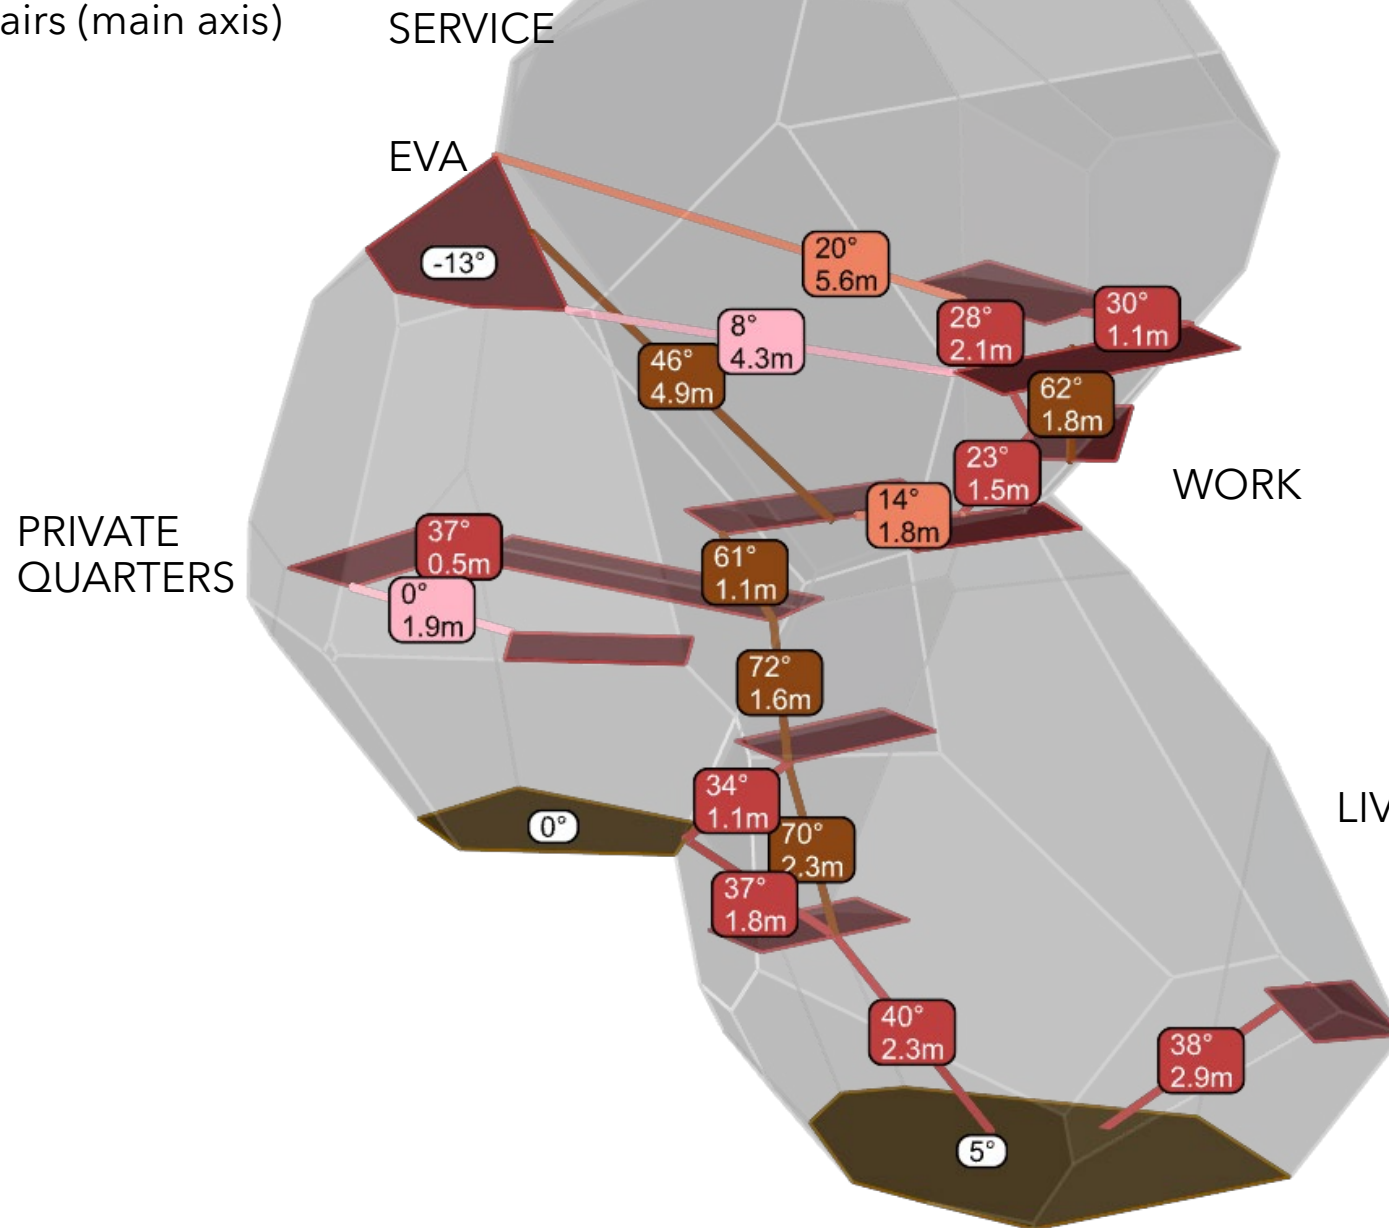 airs (main axis)
SERVICE
EVA
-13°
20°
5.6m
28°
2.1m
30°
1.1m
8°
4.3m
46°
4.9m
62°
1.8m
23°
1.5m
WORK
14°
1.8m
PRIVATE
QUARTERS
37°
0.5m
61°
1.1m
0°
1.9m
72°
1.6m
34°
1.1m
LIV
0°
70°
2.3m
37°
1.8m
40°
2.3m
38°
2.9m
5°